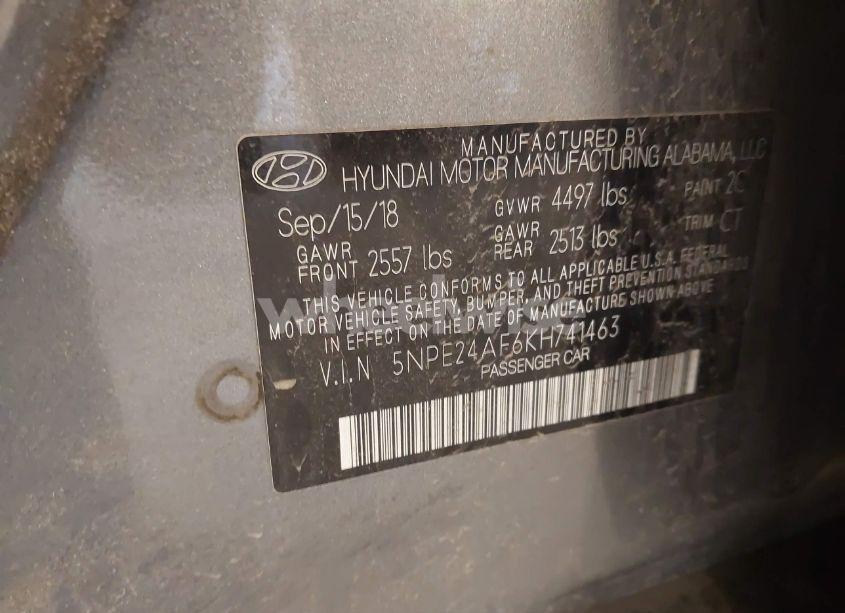 MANUFACTURED BY
HYUNDAI MOTOR MANUFACTURING ALABAMA, LLC
Sep/15/18 GVWR 4497 lbs PAINT 2C
GAWR FRONT 2557 lbs GAWR REAR 2513 lbs TRIM CT
THIS VEHICLE CONFORMS TO ALL APPLICABLE U.S.A. FEDERAL
MOTOR VEHICLE SAFETY, BUMPER, AND THEFT PREVENTION STANDARDS
IN EFFECT ON THE DATE OF MANUFACTURE SHOWN ABOVE
V.I.N 5NPE24AF6KH741463
PASSENGER CAR